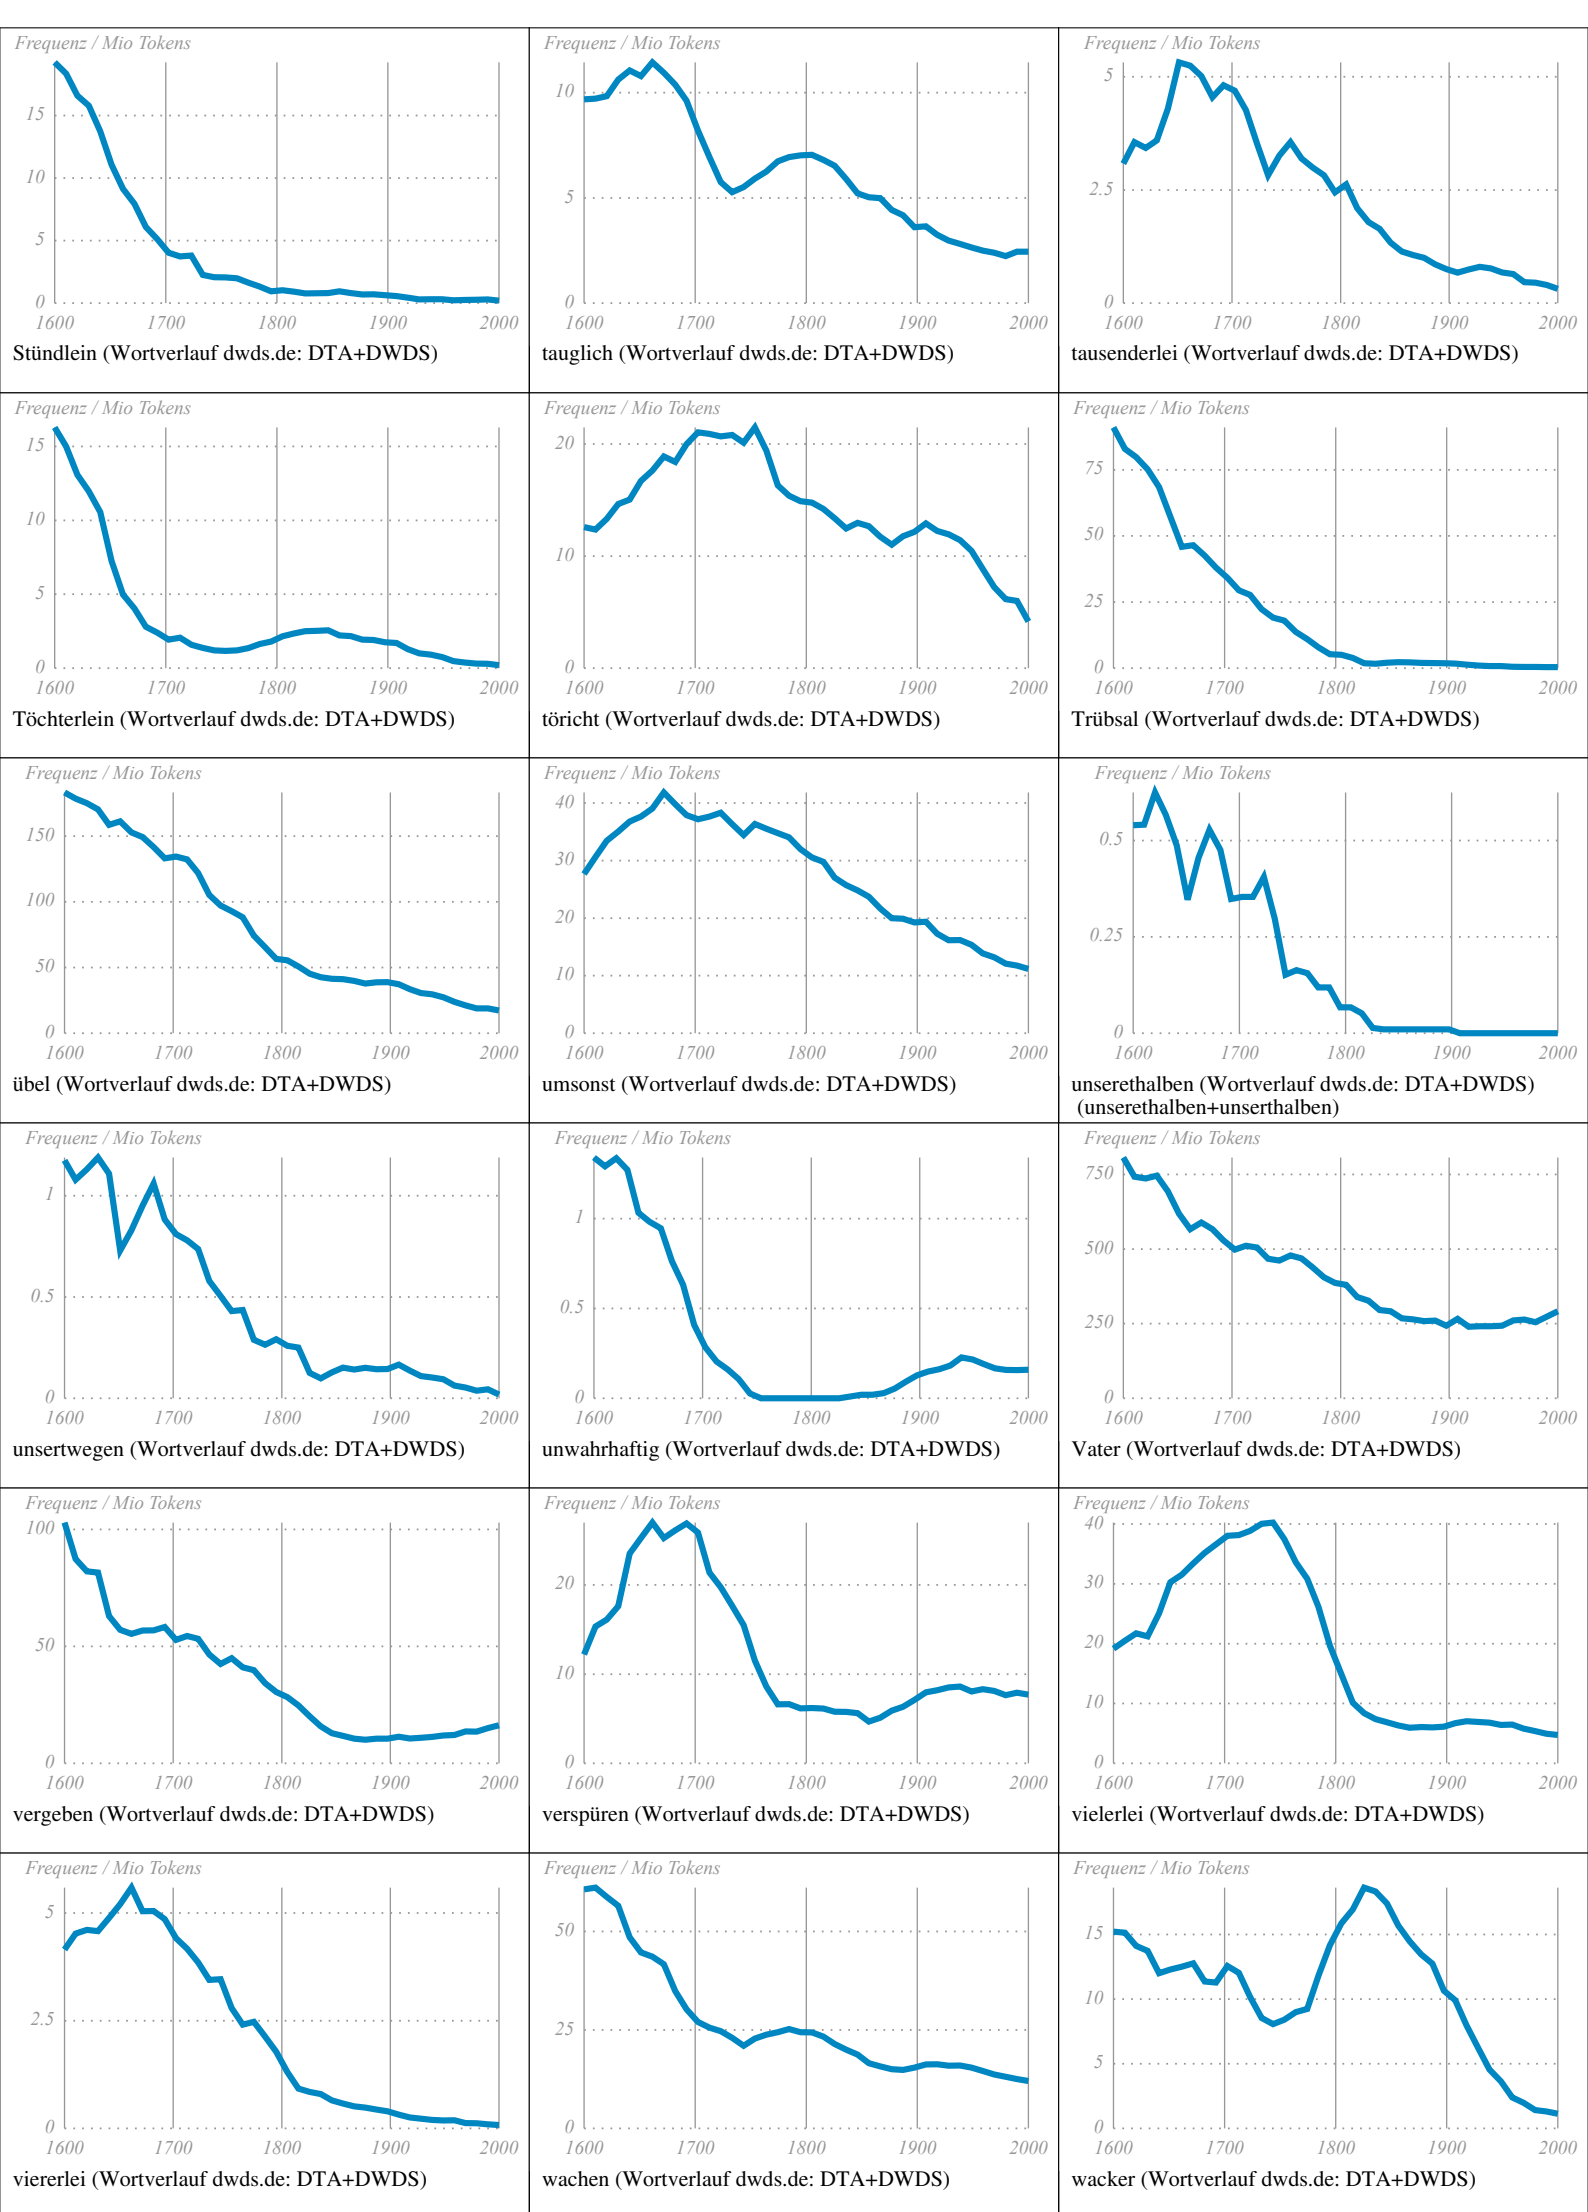 Frequenz / Mio Tokens
15
10
5
0
1600 1700 1800 1900 2000
Stündlein (Wortverlauf dwds.de: DTA+DWDS)
Frequenz / Mio Tokens
10
5
0
1600 1700 1800 1900 2000
tauglich (Wortverlauf dwds.de: DTA+DWDS)
Frequenz / Mio Tokens
5
2.5
0
1600 1700 1800 1900 2000
tausenderlei (Wortverlauf dwds.de: DTA+DWDS)
Frequenz / Mio Tokens
15
10
5
0
1600 1700 1800 1900 2000
Töchterlein (Wortverlauf dwds.de: DTA+DWDS)
Frequenz / Mio Tokens
20
10
0
1600 1700 1800 1900 2000
töricht (Wortverlauf dwds.de: DTA+DWDS)
Frequenz / Mio Tokens
75
50
25
0
1600 1700 1800 1900 2000
Trübsal (Wortverlauf dwds.de: DTA+DWDS)
Frequenz / Mio Tokens
150
100
50
0
1600 1700 1800 1900 2000
übel (Wortverlauf dwds.de: DTA+DWDS)
Frequenz / Mio Tokens
40
30
20
10
0
1600 1700 1800 1900 2000
umsonst (Wortverlauf dwds.de: DTA+DWDS)
Frequenz / Mio Tokens
0.5
0.25
0
1600 1700 1800 1900 2000
unserethalben (Wortverlauf dwds.de: DTA+DWDS)
(unserethalben+unserthalben)
Frequenz / Mio Tokens
1
0.5
0
1600 1700 1800 1900 2000
unsertwegen (Wortverlauf dwds.de: DTA+DWDS)
Frequenz / Mio Tokens
1
0.5
0
1600 1700 1800 1900 2000
unwahrhaftig (Wortverlauf dwds.de: DTA+DWDS)
Frequenz / Mio Tokens
750
500
250
0
1600 1700 1800 1900 2000
Vater (Wortverlauf dwds.de: DTA+DWDS)
Frequenz / Mio Tokens
100
50
0
1600 1700 1800 1900 2000
vergeben (Wortverlauf dwds.de: DTA+DWDS)
Frequenz / Mio Tokens
20
10
0
1600 1700 1800 1900 2000
verspüren (Wortverlauf dwds.de: DTA+DWDS)
Frequenz / Mio Tokens
40
30
20
10
0
1600 1700 1800 1900 2000
vielerlei (Wortverlauf dwds.de: DTA+DWDS)
Frequenz / Mio Tokens
5
2.5
0
1600 1700 1800 1900 2000
viererlei (Wortverlauf dwds.de: DTA+DWDS)
Frequenz / Mio Tokens
50
25
0
1600 1700 1800 1900 2000
wachen (Wortverlauf dwds.de: DTA+DWDS)
Frequenz / Mio Tokens
15
10
5
0
1600 1700 1800 1900 2000
wacker (Wortverlauf dwds.de: DTA+DWDS)